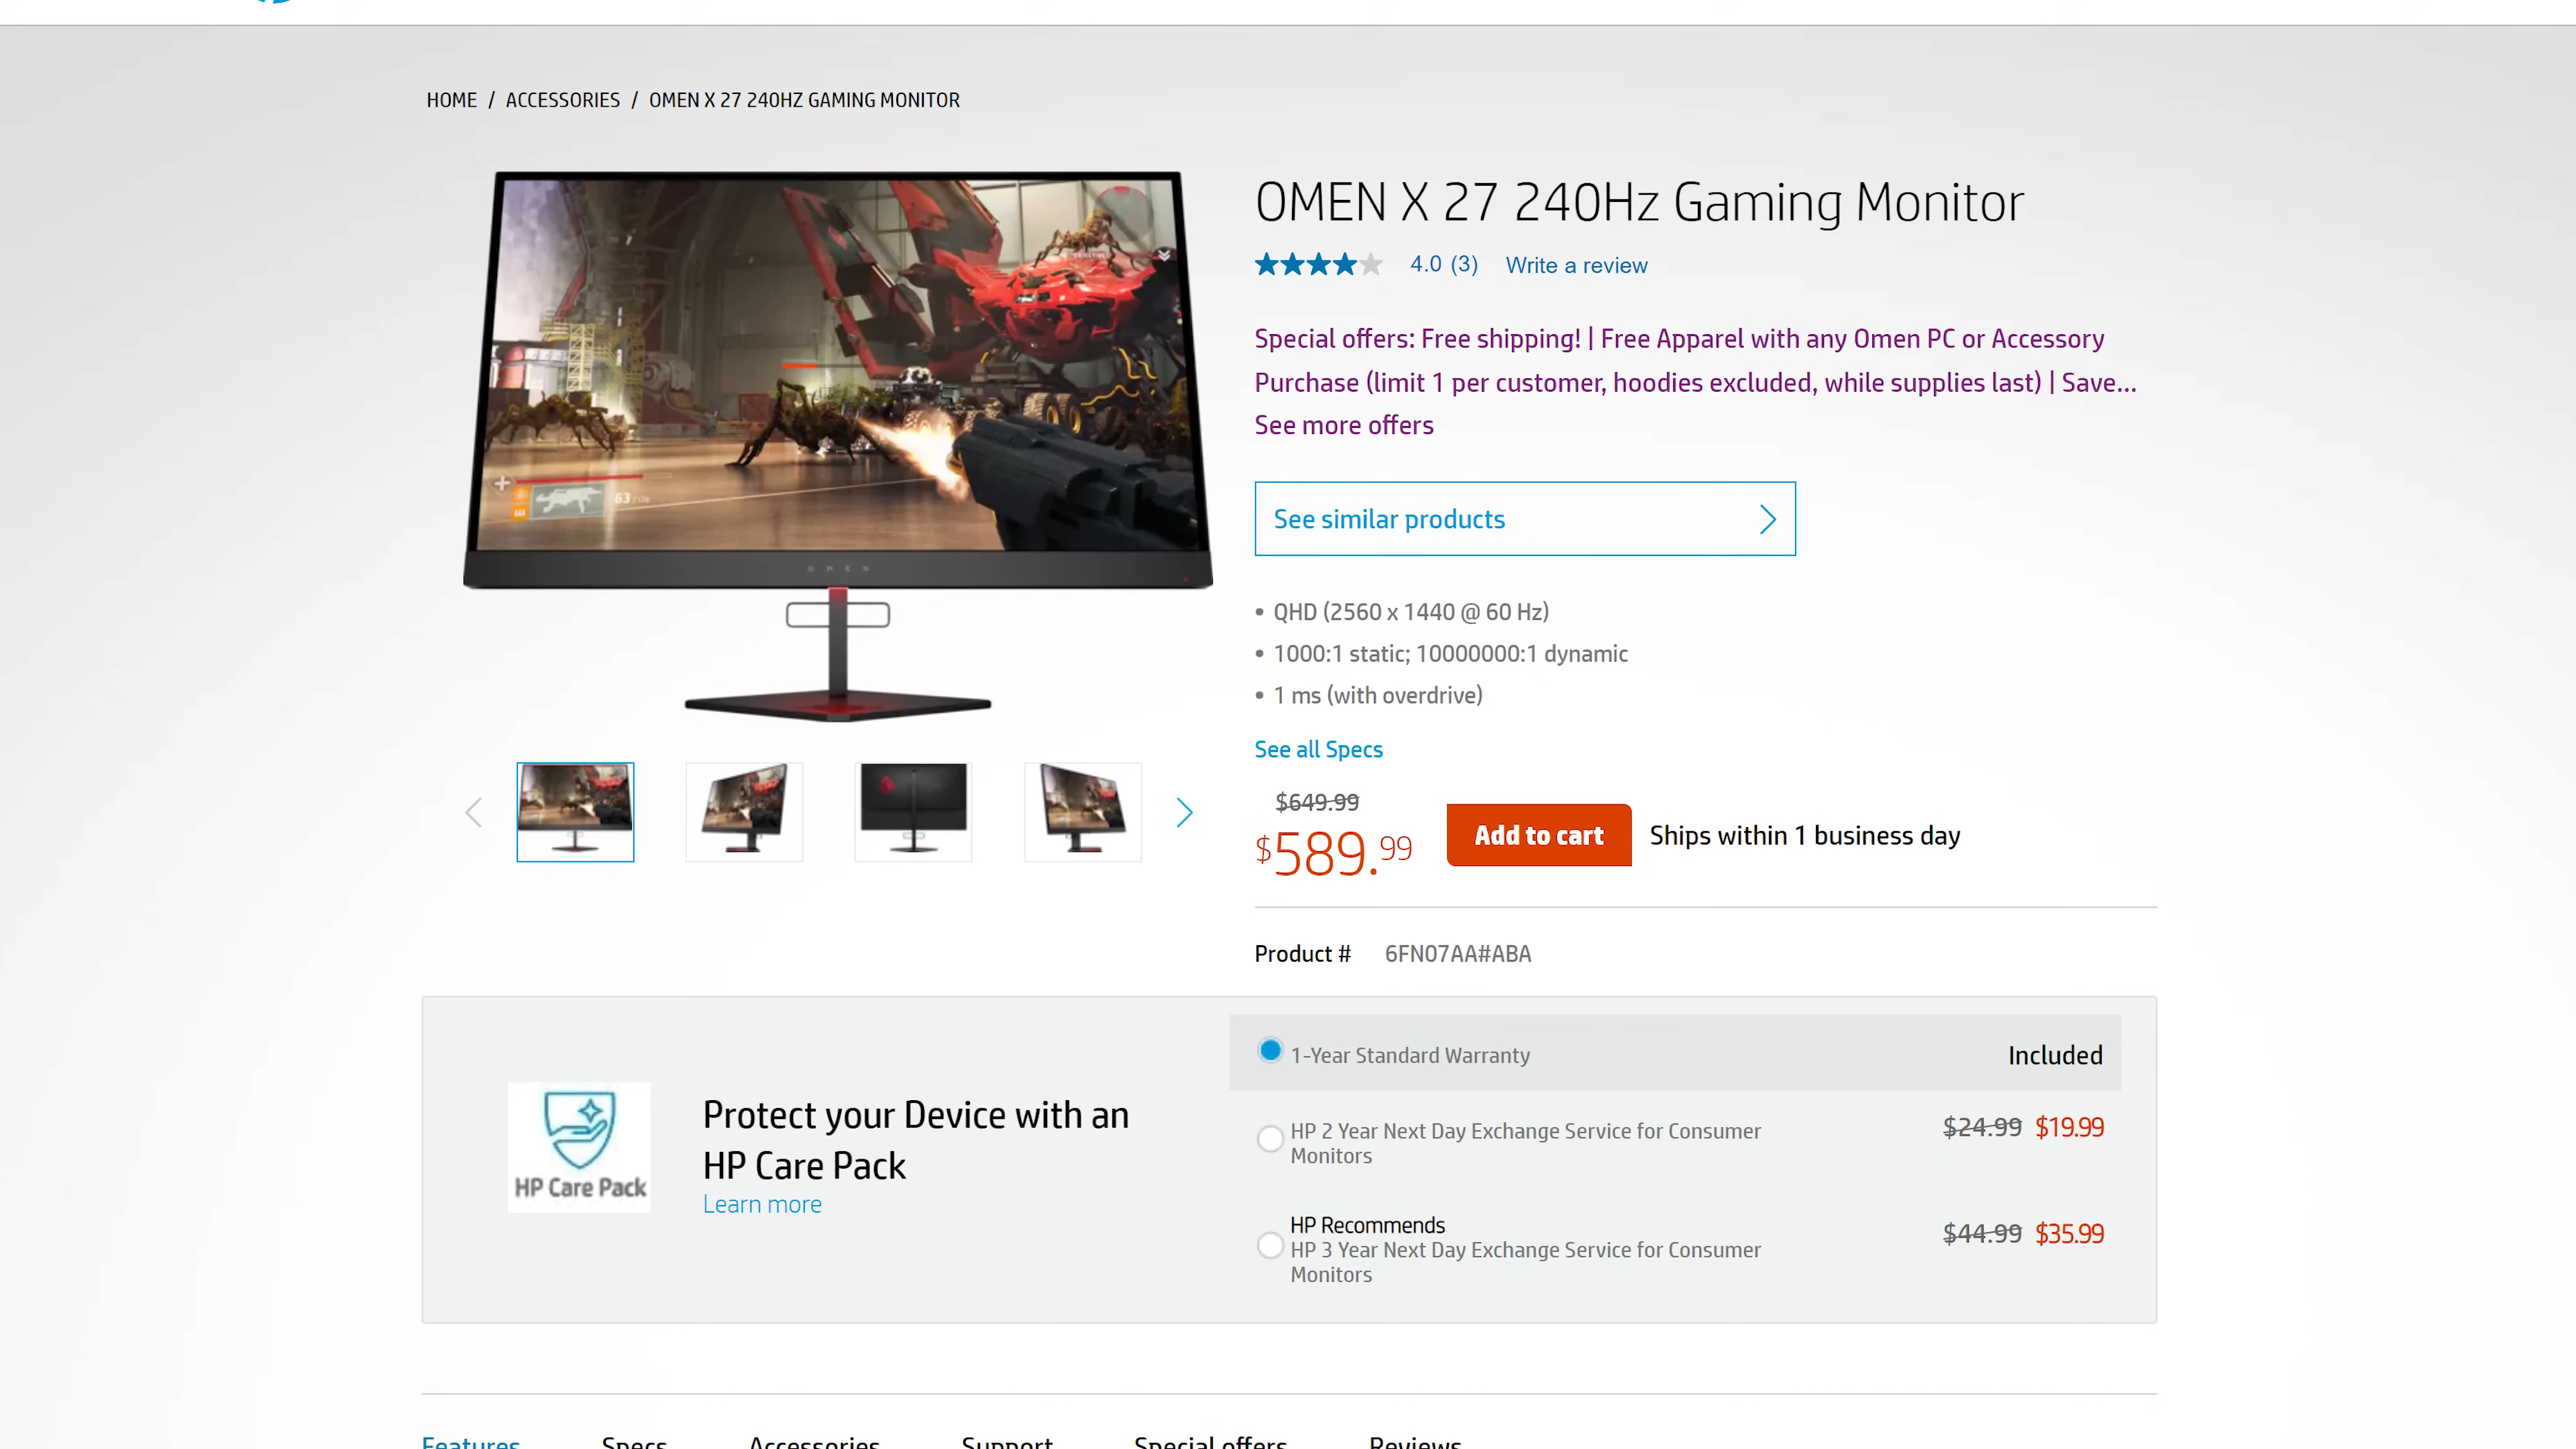 HOME / ACCESSORIES / OMEN X 27 240HZ GAMING MONITOR
OMEN X 27 240Hz Gaming Monitor
4.0 (3) Write a review
Special offers: Free shipping! | Free Apparel with any Omen PC or Accessory
Purchase (limit 1 per customer, hoodies excluded, while supplies last) | Save...
See more offers
See similar products
63
OMEN
• QHD (2560 x 1440 @ 60 Hz)
• 1000:1 static; 10000000:1 dynamic
• 1 ms (with overdrive)
See all Specs
$649.99
$589.99
Add to cart
Ships within 1 business day
Product # 6FN07AA#ABA
HP Care Pack
Protect your Device with an
HP Care Pack
Learn more
1-Year Standard Warranty Included
HP 2 Year Next Day Exchange Service for Consumer
Monitors
$24.99 $19.99
HP Recommends
HP 3 Year Next Day Exchange Service for Consumer
Monitors
$44.99 $35.99
Features Specs Accessories Support Special offers Reviews